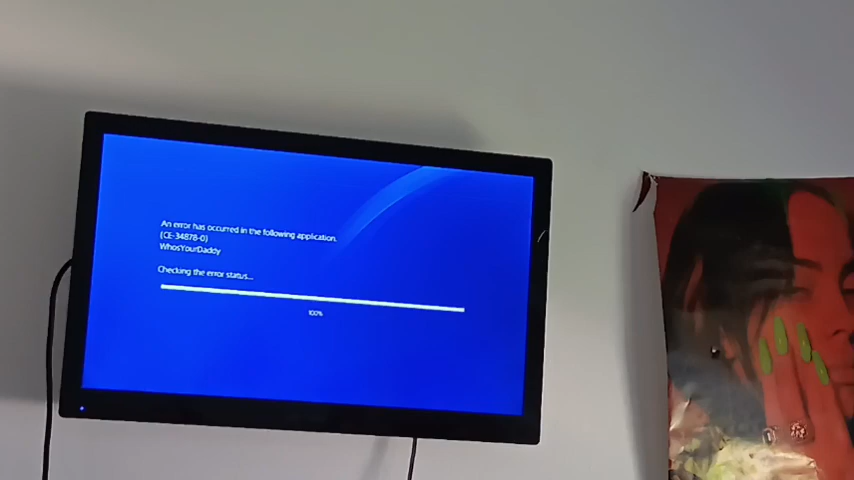 An error has occurred in the following application.
(CE-34878-0)
WhosYourDaddy
Checking the error status...
100%